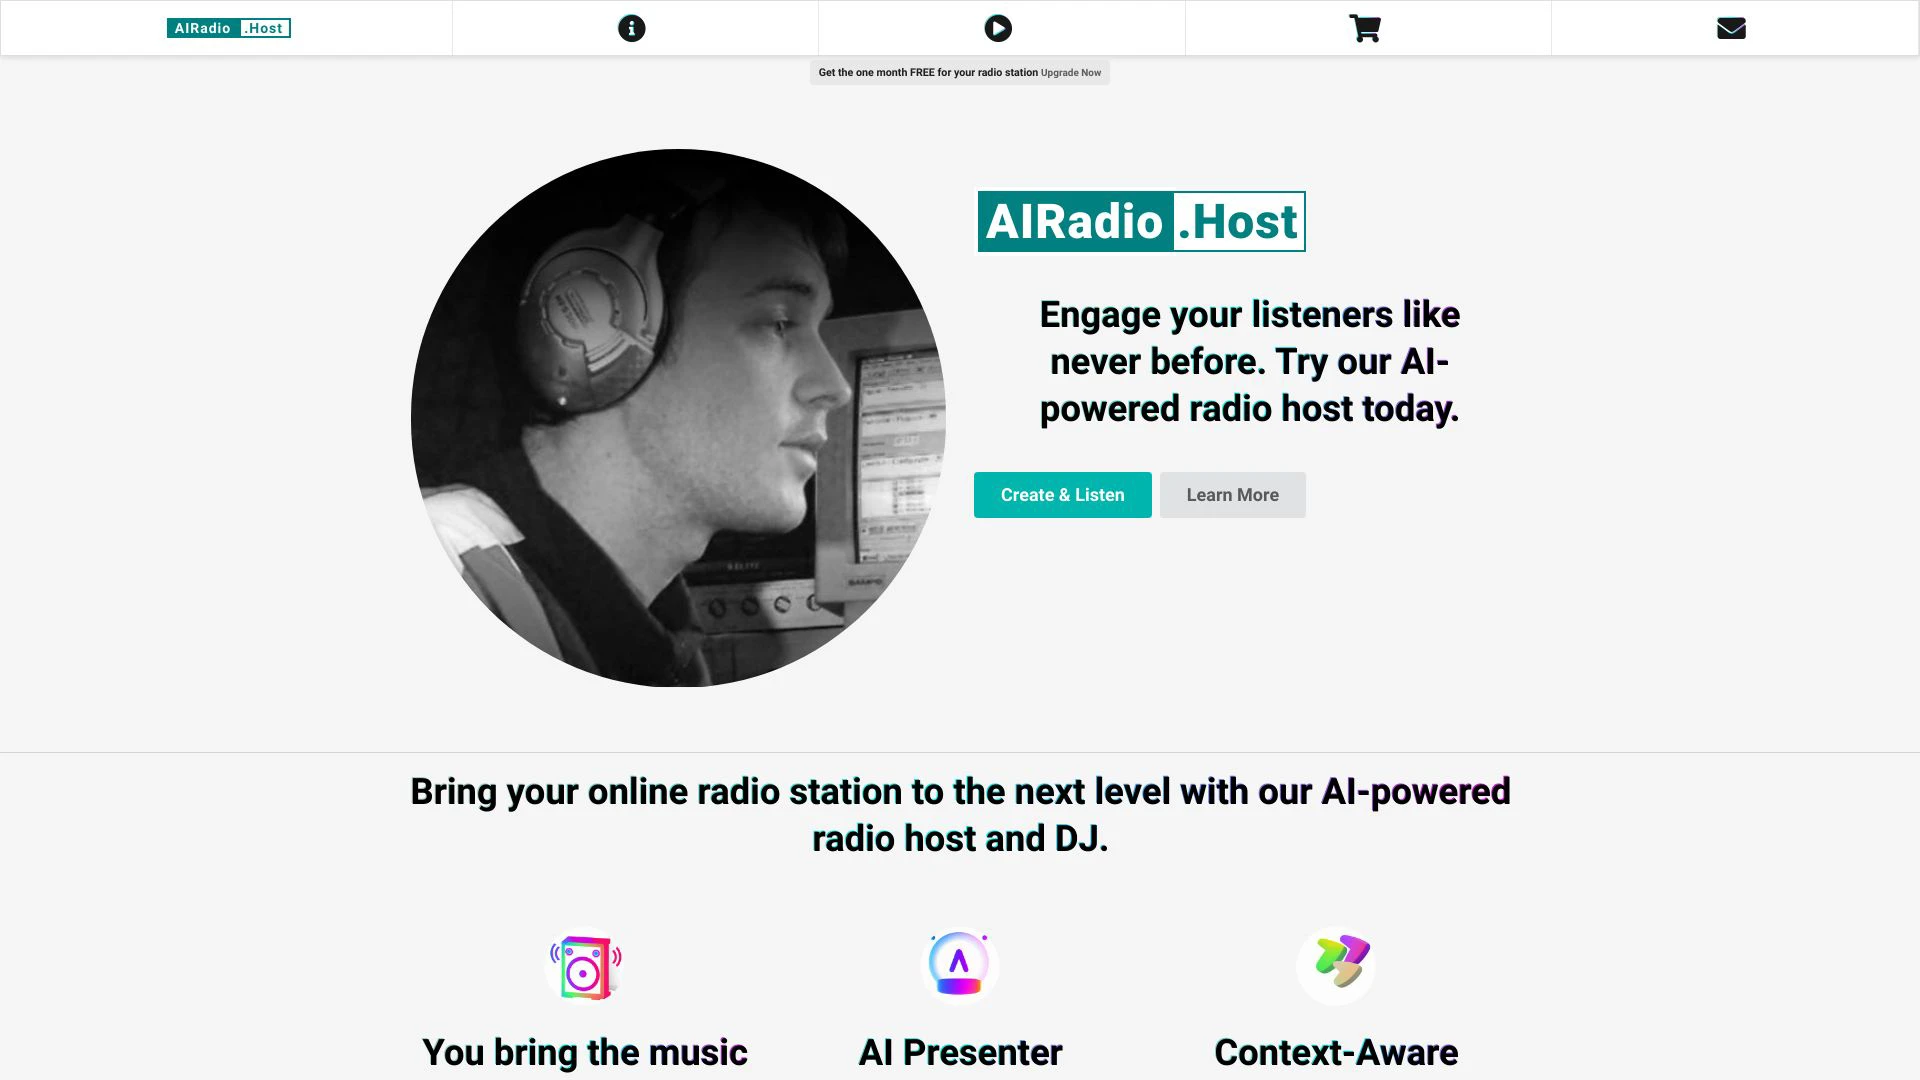 AIRadio .Host
Get the one month FREE for your radio station Upgrade Now
AIRadio .Host
Engage your listeners like
never before. Try our AI-
powered radio host today.
Create & Listen
Learn More
Bring your online radio station to the next level with our AI-powered
radio host and DJ.
You bring the music
AI Presenter
Context-Aware